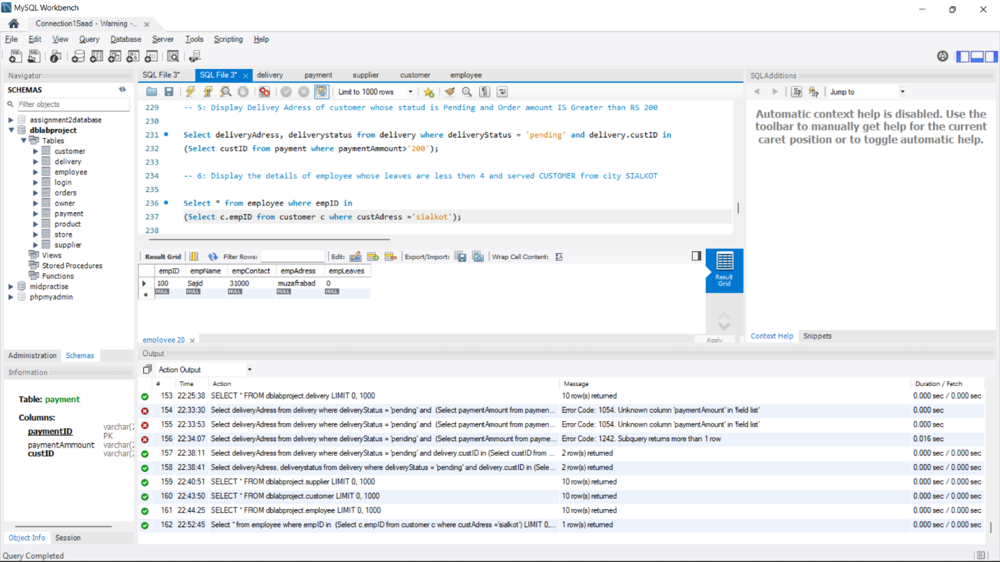 MySQL Workbench
Connection1Saad - Warning -...
File Edit View Query Database Server Tools Scripting Help
Navigator
SCHEMAS
Filter objects
assignment2database
dblabproject
Tables
customer
delivery
employee
login
orders
owner
payment
product
store
supplier
Views
Stored Procedures
Functions
midpractise
phpmyadmin
Administration Schemas
Information
Table: payment
Columns:
paymentID varchar(2
PK
paymentAmmount varchar(2
custID varchar(2
Object Info Session
Query Completed
SQL File 3* SQL File 3* delivery payment supplier customer employee
Limit to 1000 rows
229 -- 5: Display Delivey Adress of customer whose statud is Pending and Order amount IS Greater than RS 200
230
231 Select deliveryAdress, deliverystatus from delivery where deliveryStatus = 'pending' and delivery.custID in
232 (Select custID from payment where paymentAmmount>'200');
233
234 -- 6: Display the details of employee whose leaves are less then 4 and served CUSTOMER from city SIALKOT
235
236 Select * from employee where empID in
237 (Select c.empID from customer c where custAdress ='sialkot');
238
Result Grid Filter Rows: Edit: Export/Import: Wrap Cell Content:
empID empName empContact empAdress empLeaves
100 Sajid 31000 muzafrabad 0
NULL NULL NULL NULL NULL
Result
Grid
employee 20 Apply
SQLAdditions
Jump to
Automatic context help is disabled. Use the
toolbar to manually get help for the current
caret position or to toggle automatic help.
Context Help Snippets
Output
Action Output
# Time Action Message Duration / Fetch
153 22:25:38 SELECT * FROM dblabproject.delivery LIMIT 0, 1000 10 row(s) returned 0.000 sec / 0.000 sec
154 22:33:30 Select deliveryAdress from delivery where deliveryStatus = 'pending' and (Select paymentAmount from paymen... Error Code: 1054. Unknown column 'paymentAmount' in 'field list' 0.000 sec
155 22:33:53 Select deliveryAdress from delivery where deliveryStatus = 'pending' and (Select paymentAmount from paymen... Error Code: 1054. Unknown column 'paymentAmount' in 'field list' 0.000 sec
156 22:34:07 Select deliveryAdress from delivery where deliveryStatus = 'pending' and (Select paymentAmmount from payme... Error Code: 1242. Subquery returns more than 1 row 0.016 sec
157 22:38:11 Select deliveryAdress from delivery where deliveryStatus = 'pending' and delivery.custID in (Select custID from ... 2 row(s) returned 0.000 sec / 0.000 sec
158 22:38:41 Select deliveryAdress, deliverystatus from delivery where deliveryStatus = 'pending' and delivery.custID in (Sele... 2 row(s) returned 0.000 sec / 0.000 sec
159 22:40:51 SELECT * FROM dblabproject.supplier LIMIT 0, 1000 10 row(s) returned 0.000 sec / 0.000 sec
160 22:43:50 SELECT * FROM dblabproject.customer LIMIT 0, 1000 10 row(s) returned 0.000 sec / 0.000 sec
161 22:44:25 SELECT * FROM dblabproject.employee LIMIT 0, 1000 10 row(s) returned 0.000 sec / 0.000 sec
162 22:52:45 Select * from employee where empID in (Select c.empID from customer c where custAdress ='sialkot') LIMIT 0,... 1 row(s) returned 0.000 sec / 0.000 sec